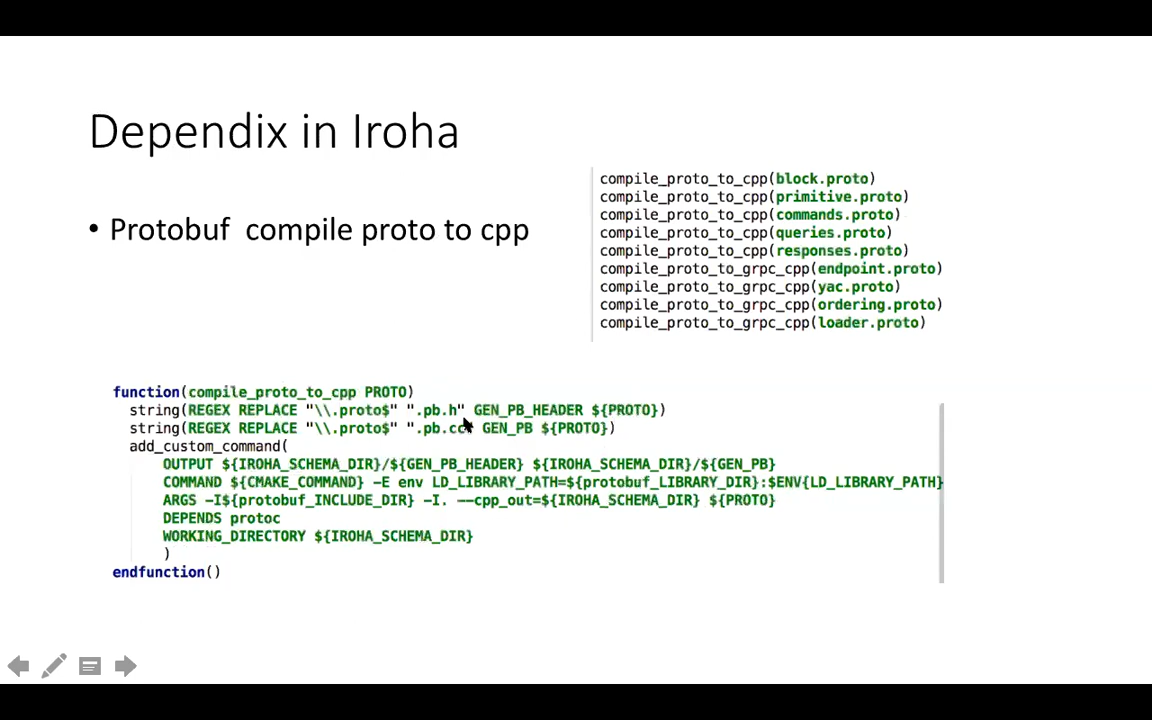 Dependix in Iroha
• Protobuf  compile proto to cpp
compile_proto_to_cpp(block.proto)
compile_proto_to_cpp(primitive.proto)
compile_proto_to_cpp(commands.proto)
compile_proto_to_cpp(queries.proto)
compile_proto_to_cpp(responses.proto)
compile_proto_to_grpc_cpp(endpoint.proto)
compile_proto_to_grpc_cpp(yac.proto)
compile_proto_to_grpc_cpp(ordering.proto)
compile_proto_to_grpc_cpp(loader.proto)
function(compile_proto_to_cpp PROTO)
string(REGEX REPLACE "\\.proto$" ".pb.h" GEN_PB_HEADER ${PROTO})
string(REGEX REPLACE "\\.proto$" ".pb.cc" GEN_PB ${PROTO})
add_custom_command(
OUTPUT ${IROHA_SCHEMA_DIR}/${GEN_PB_HEADER} ${IROHA_SCHEMA_DIR}/${GEN_PB}
COMMAND ${CMAKE_COMMAND} -E env LD_LIBRARY_PATH=${protobuf_LIBRARY_DIR}:$ENV{LD_LIBRARY_PATH}
ARGS -I${protobuf_INCLUDE_DIR} -I. --cpp_out=${IROHA_SCHEMA_DIR} ${PROTO}
DEPENDS protoc
WORKING_DIRECTORY ${IROHA_SCHEMA_DIR}
)
endfunction()